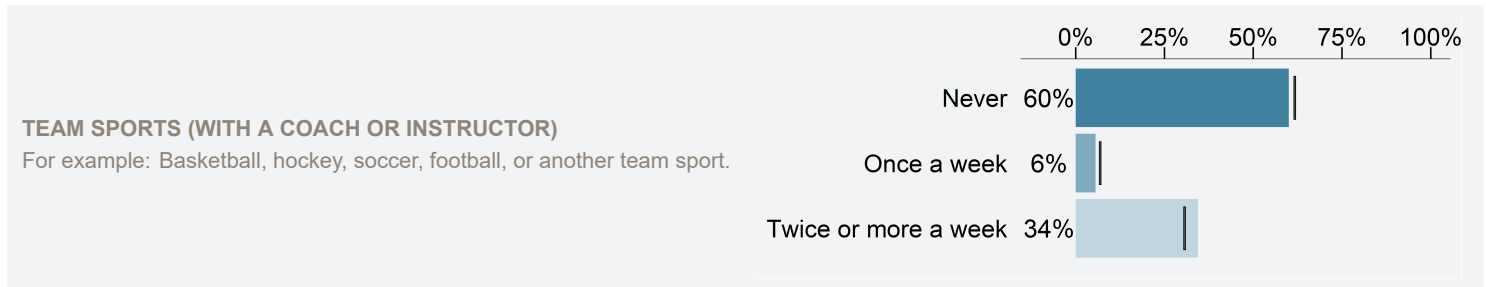 0% 25% 50% 75% 100%
Never 60%
TEAM SPORTS (WITH A COACH OR INSTRUCTOR)
For example: Basketball, hockey, soccer, football, or another team sport.
Once a week 6%
Twice or more a week 34%